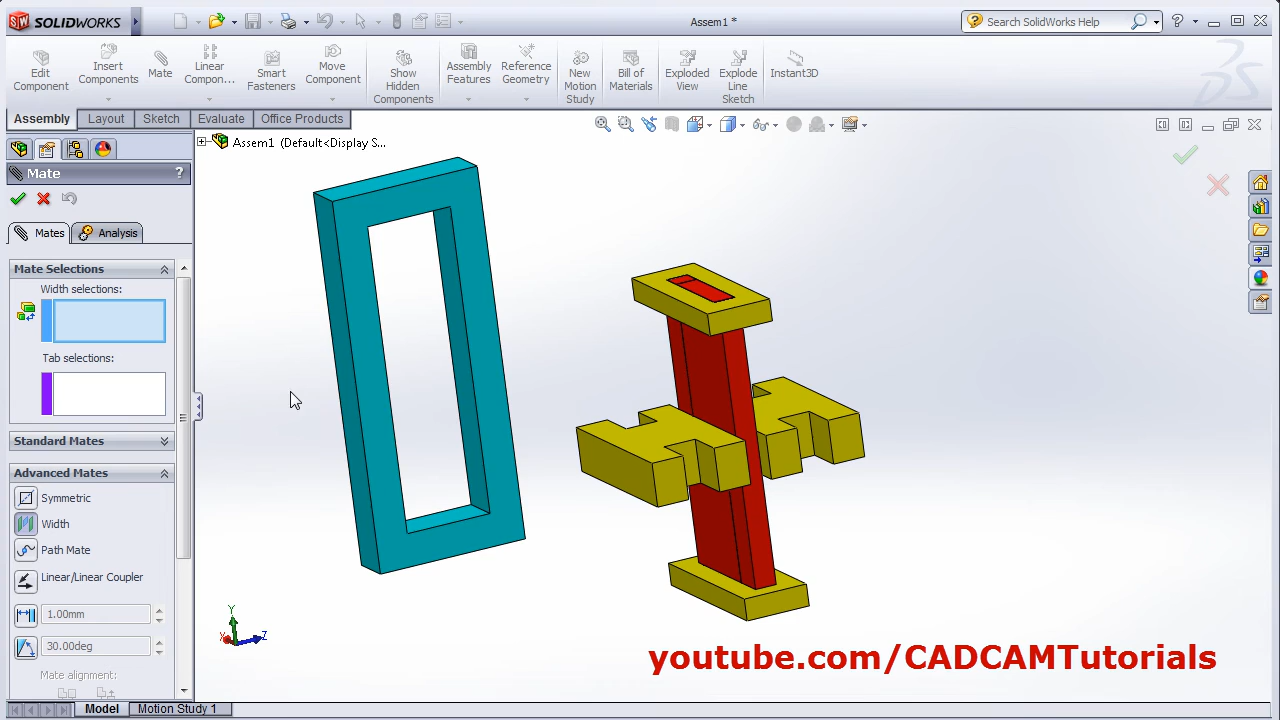 SOLIDWORKS
Assem1 *
Search SolidWorks Help
?
Edit Component
Insert Components
Mate
Linear Compon...
Smart Fasteners
Move Component
Show Hidden Components
Assembly Features
Reference Geometry
New Motion Study
Bill of Materials
Exploded View
Explode Line Sketch
Instant3D
Assembly
Layout
Sketch
Evaluate
Office Products
Assem1 (Default<Display S...
Mate
?
Mates
Analysis
Mate Selections
Width selections:
Tab selections:
Standard Mates
Advanced Mates
Symmetric
Width
Path Mate
Linear/Linear Coupler
1.00mm
30.00deg
Mate alignment:
Y
X
Z
youtube.com/CADCAMTutorials
Model
Motion Study 1